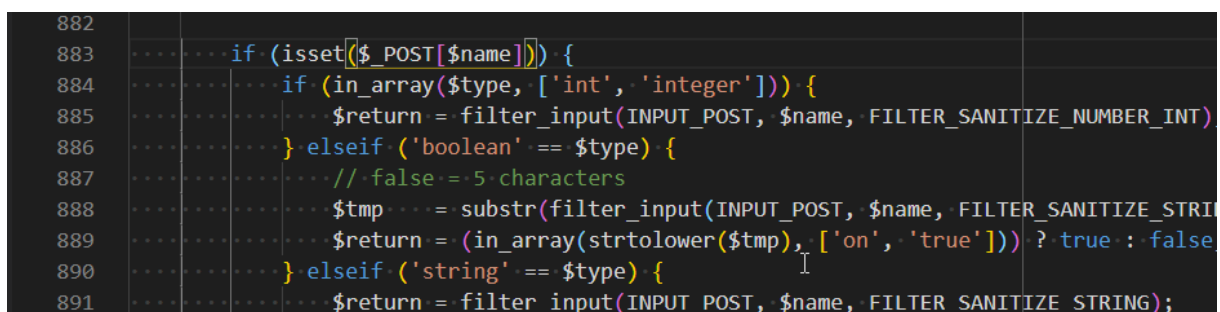 882
883 if (isset($_POST[$name])) {
884 if (in_array($type, ['int', 'integer'])) {
885 $return = filter_input(INPUT_POST, $name, FILTER_SANITIZE_NUMBER_INT)
886 } elseif ('boolean' == $type) {
887 // false = 5 characters
888 $tmp = substr(filter_input(INPUT_POST, $name, FILTER_SANITIZE_STRI
889 $return = (in_array(strtolower($tmp), ['on', 'true'])) ? true : false
890 } elseif ('string' == $type) {
891 $return = filter_input(INPUT_POST, $name, FILTER_SANITIZE_STRING);